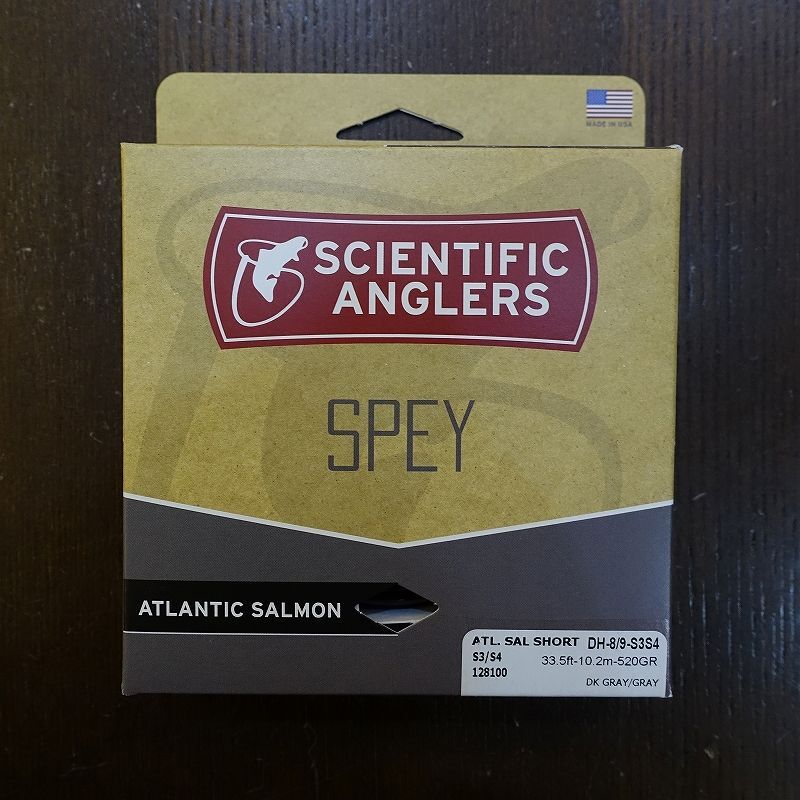 MADE IN USA
SCIENTIFIC
ANGLERS
SPEY
ATLANTIC SALMON
ATL. SAL SHORT DH-8/9-S3S4
S3/S4 33.5ft-10.2m-520GR
128100
DK GRAY/GRAY